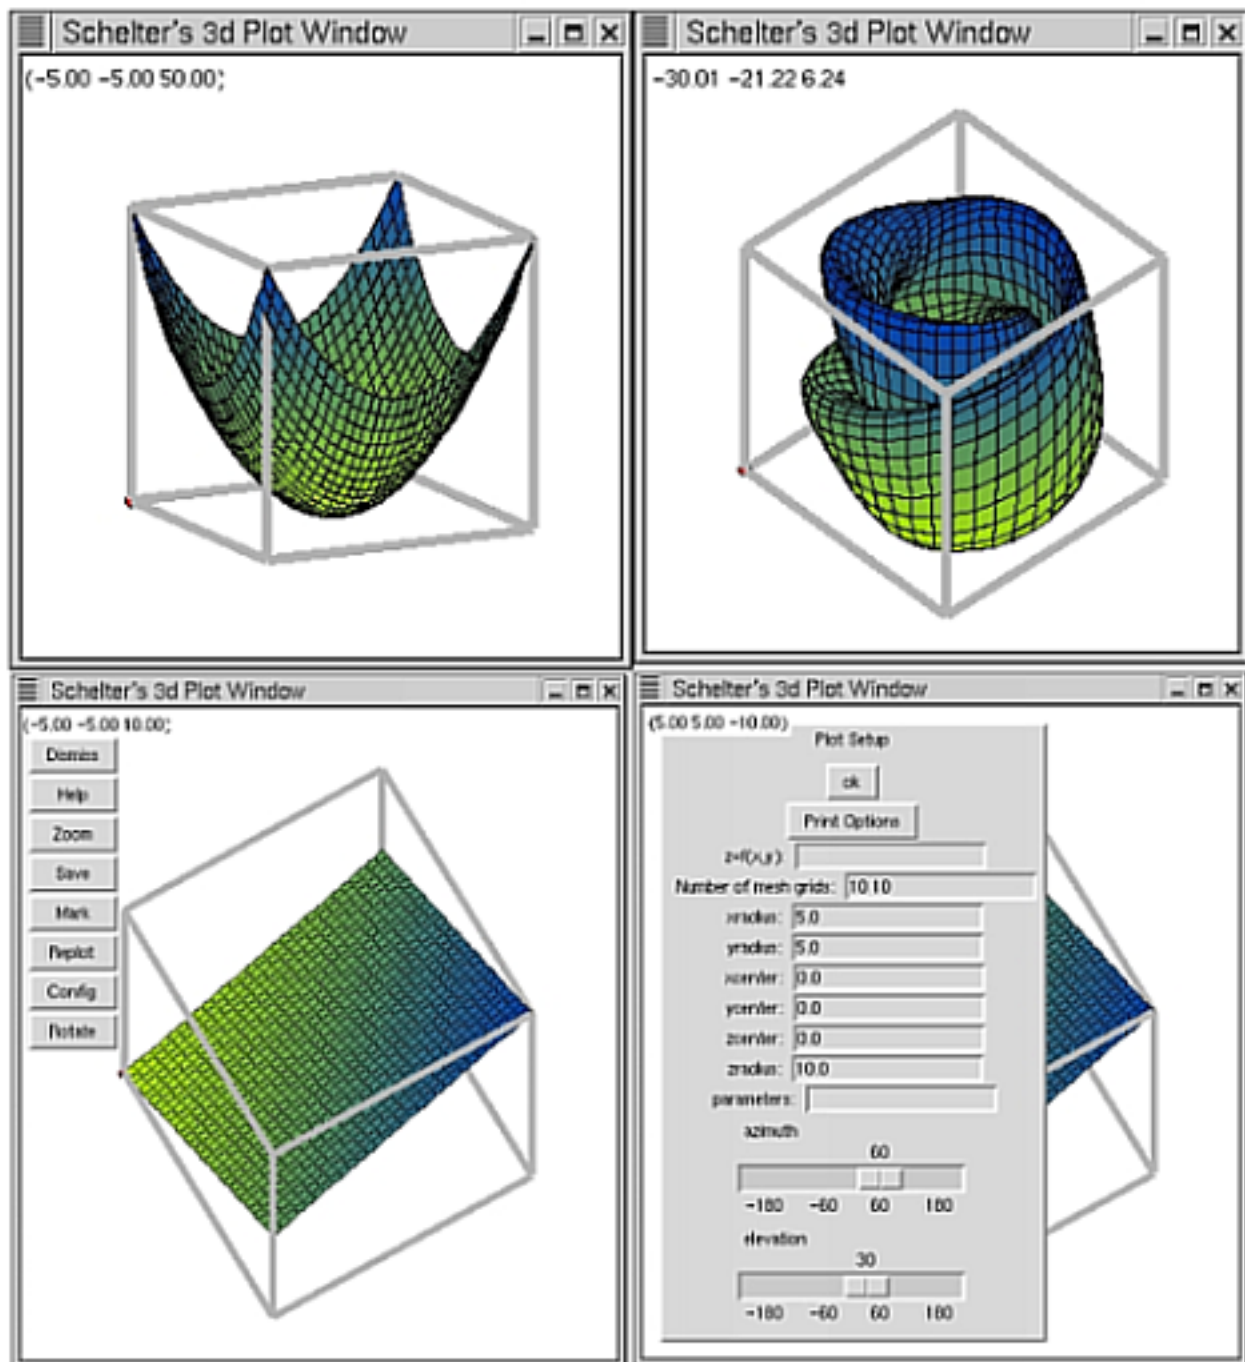 Schelter's 3d Plot Window
(-5.00 -5.00 50.00)
Schelter's 3d Plot Window
-30.01 -21.22 6.24
Schelter's 3d Plot Window
(-5.00 -5.00 10.00)
Dismiss
Help
Zoom
Save
Mark
Replot
Config
Rotate
Schelter's 3d Plot Window
(5.00 5.00 -10.00)
Plot Setup
ok
Print Options
z=f(x,y):
Number of mesh grids: 10 10
xradius: 5.0
yradius: 5.0
xcenter: 0.0
ycenter: 0.0
zcenter: 0.0
zradius: 10.0
parameters:
azimuth
60
-180 -60 60 180
elevation
30
-180 -60 60 180